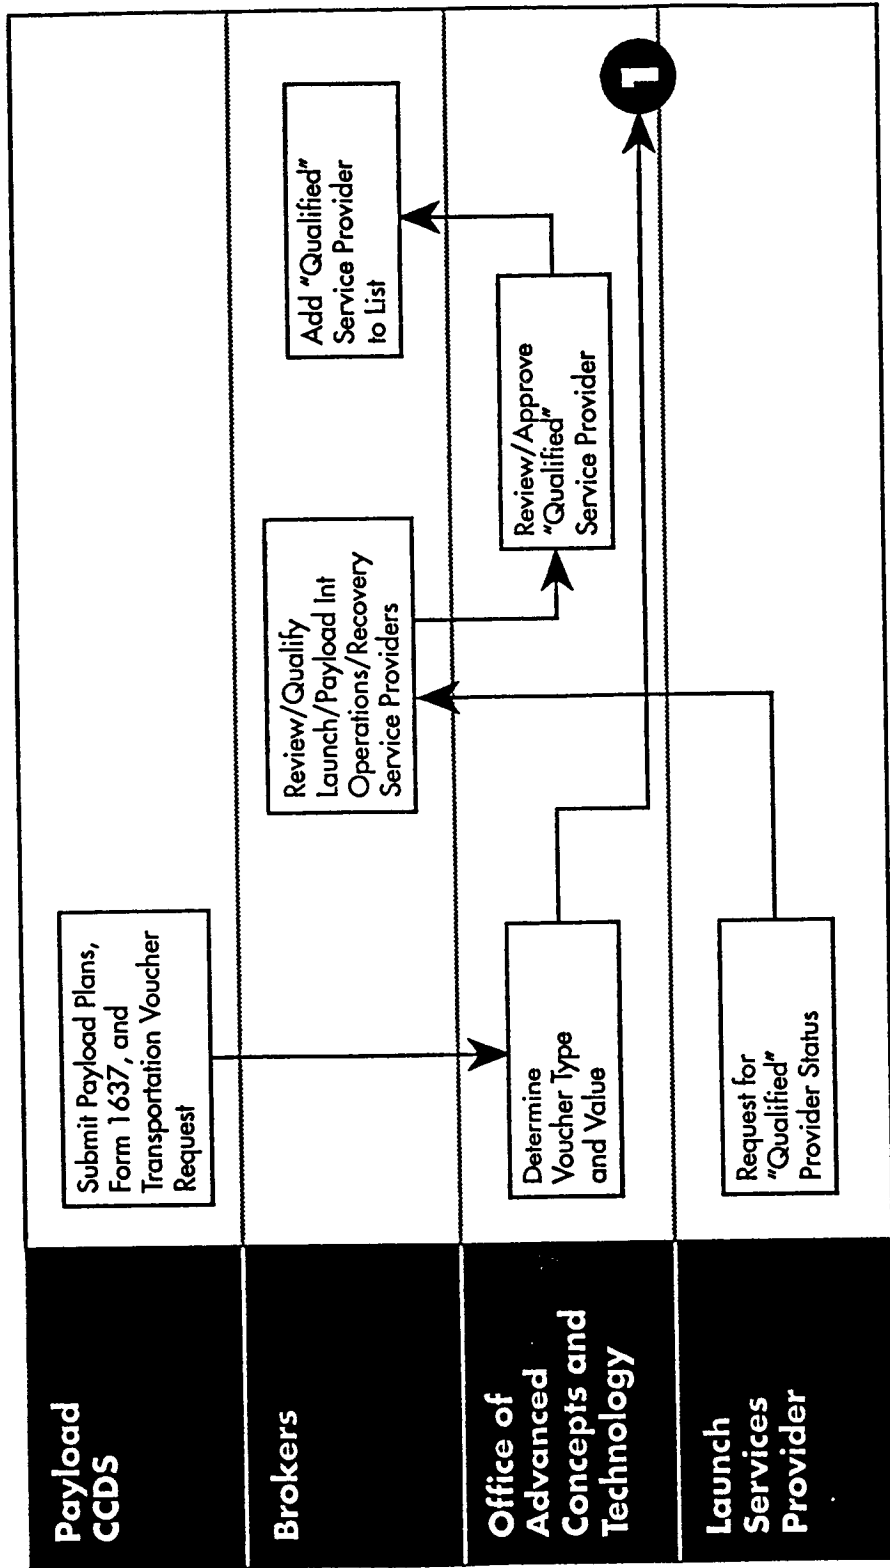 Payload
CCDS
Submit Payload Plans,
Form 1637, and
Transportation Voucher
Request
Brokers
Review/Qualify
Launch/Payload Int
Operations/Recovery
Service Providers
Add "Qualified"
Service Provider
to List
Office of
Advanced
Concepts and
Technology
Determine
Voucher Type
and Value
Review/Approve
"Qualified"
Service Provider
1
Launch
Services
Provider
Request for
"Qualified"
Provider Status